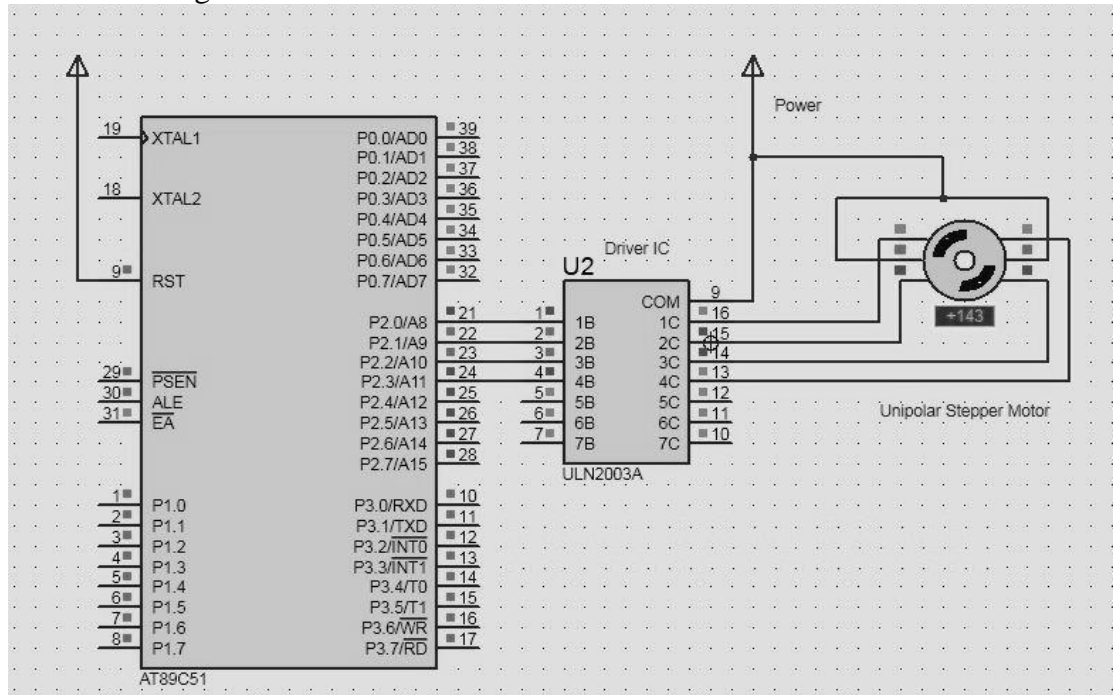 Power
19 XTAL1
18 XTAL2
9 RST
29 PSEN
30 ALE
31 EA
1 P1.0
2 P1.1
3 P1.2
4 P1.3
5 P1.4
6 P1.5
7 P1.6
8 P1.7
P0.0/AD0 39
P0.1/AD1 38
P0.2/AD2 37
P0.3/AD3 36
P0.4/AD4 35
P0.5/AD5 34
P0.6/AD6 33
P0.7/AD7 32
P2.0/A8 21
P2.1/A9 22
P2.2/A10 23
P2.3/A11 24
P2.4/A12 25
P2.5/A13 26
P2.6/A14 27
P2.7/A15 28
P3.0/RXD 10
P3.1/TXD 11
P3.2/INT0 12
P3.3/INT1 13
P3.4/T0 14
P3.5/T1 15
P3.6/WR 16
P3.7/RD 17
AT89C51
Driver IC
U2
1 1B
2 2B
3 3B
4 4B
5 5B
6 6B
7 7B
COM 9
1C 16
2C 15
3C 14
4C 13
5C 12
6C 11
7C 10
ULN2003A
+143
Unipolar Stepper Motor